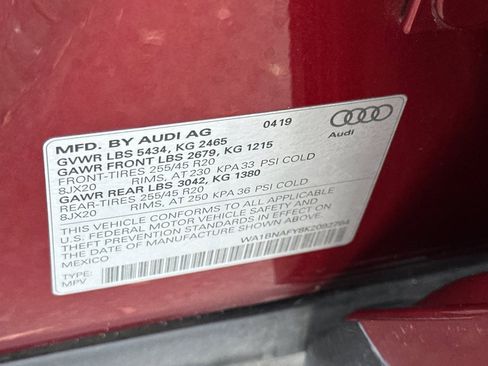 MFD. BY AUDI AG 0419
GVWR LBS 5434, KG 2465
GAWR FRONT LBS 2679, KG 1215
FRONT-TIRES 255/45 R20
8JX20 RIMS, AT 230 KPA 33 PSI COLD
GAWR REAR LBS 3042, KG 1380
REAR-TIRES 255/45 R20
8JX20 RIMS, AT 250 KPA 36 PSI COLD
THIS VEHICLE CONFORMS TO ALL APPLICABLE
U.S. FEDERAL MOTOR VEHICLE SAFETY AND
THEFT PREVENTION STANDARDS IN EFFECT ON
THE DATE OF MANUFACTURE SHOWN ABOVE.
MEXICO
TYPE:
MPV
Audi